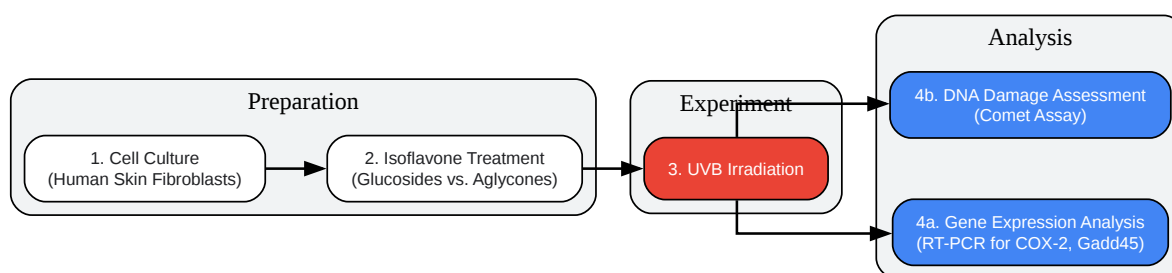 Preparation
1. Cell Culture
(Human Skin Fibroblasts)
2. Isoflavone Treatment
(Glucosides vs. Aglycones)
Experiment
3. UVB Irradiation
Analysis
4b. DNA Damage Assessment
(Comet Assay)
4a. Gene Expression Analysis
(RT-PCR for COX-2, Gadd45)